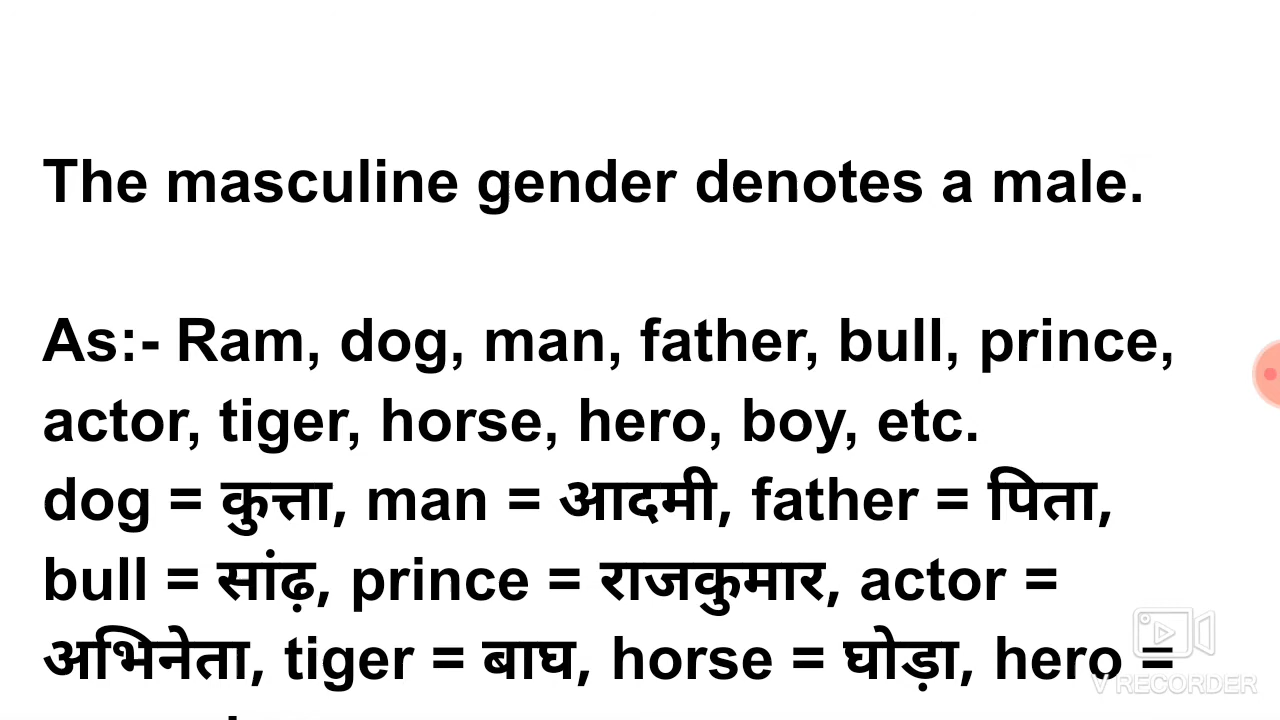 The masculine gender denotes a male.
As:- Ram, dog, man, father, bull, prince,
actor, tiger, horse, hero, boy, etc.
dog = कुत्ता, man = आदमी, father = पिता,
bull = सांढ़, prince = राजकुमार, actor =
अभिनेता, tiger = बाघ, horse = घोड़ा, hero =
V RECORDER